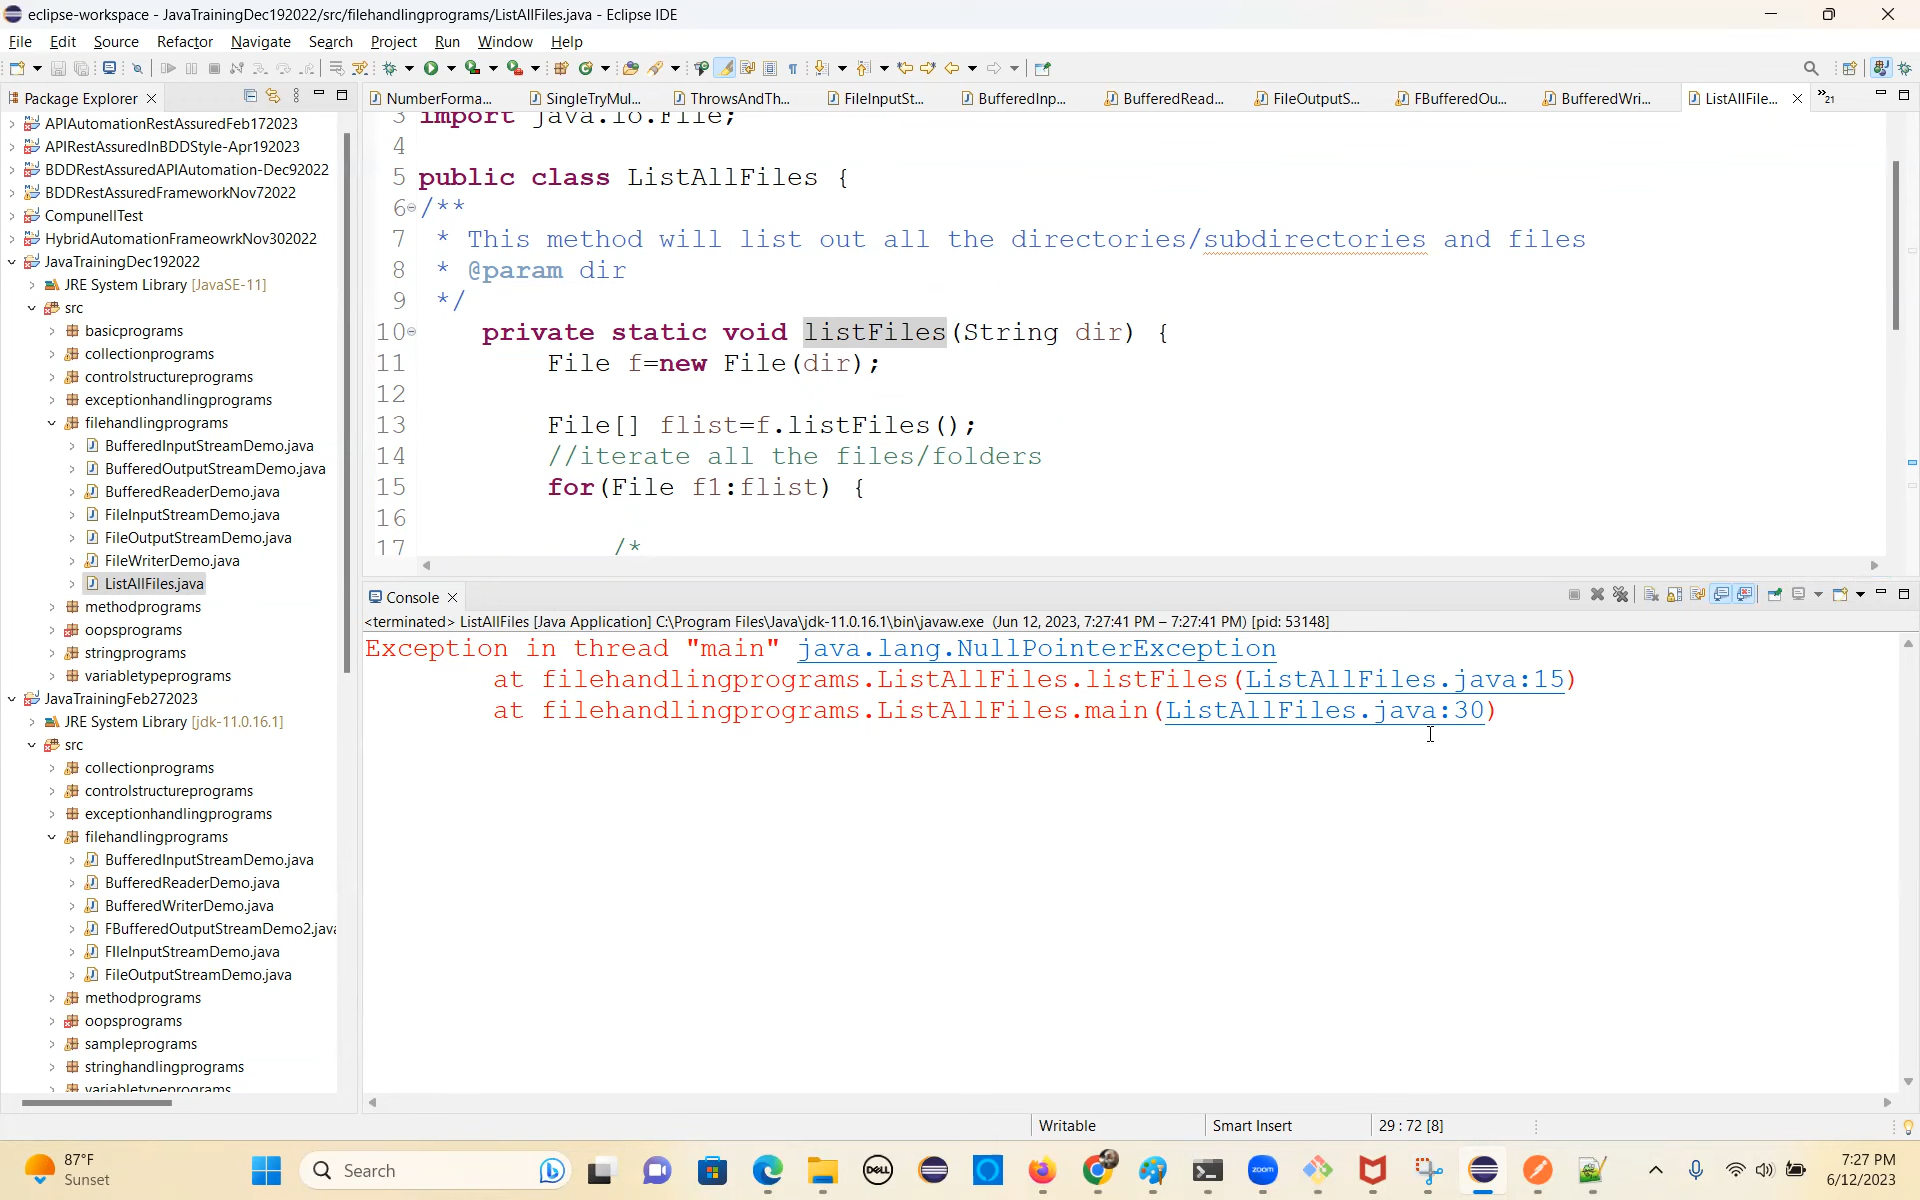 eclipse-workspace - JavaTrainingDec192022/src/filehandlingprograms/ListAllFiles.java - Eclipse IDE
File Edit Source Refactor Navigate Search Project Run Window Help
Package Explorer
NumberForma... SingleTryMul... ThrowsAndTh... FileInputSt... BufferedInp... BufferedRead... FileOutputS... FBufferedOu... BufferedWri... ListAllFile... »21
APIAutomationRestAssuredFeb172023
APIRestAssuredInBDDStyle-Apr192023
BDDRestAssuredAPIAutomation-Dec92022
BDDRestAssuredFrameworkNov72022
CompunellTest
HybridAutomationFrameowrkNov302022
JavaTrainingDec192022
JRE System Library [JavaSE-11]
src
basicprograms
collectionprograms
controlstructureprograms
exceptionhandlingprograms
filehandlingprograms
BufferedInputStreamDemo.java
BufferedOutputStreamDemo.java
BufferedReaderDemo.java
FileInputStreamDemo.java
FileOutputStreamDemo.java
FileWriterDemo.java
ListAllFiles.java
methodprograms
oopsprograms
stringprograms
variabletypeprograms
JavaTrainingFeb272023
JRE System Library [jdk-11.0.16.1]
src
collectionprograms
controlstructureprograms
exceptionhandlingprograms
filehandlingprograms
BufferedInputStreamDemo.java
BufferedReaderDemo.java
BufferedWriterDemo.java
FBufferedOutputStreamDemo2.java
FIleInputStreamDemo.java
FileOutputStreamDemo.java
methodprograms
oopsprograms
sampleprograms
stringhandlingprograms
variabletypeprograms
3 import java.io.File;
4
5 public class ListAllFiles {
6 /**
7 * This method will list out all the directories/subdirectories and files
8 * @param dir
9 */
10 private static void listFiles(String dir) {
11 File f=new File(dir);
12
13 File[] flist=f.listFiles();
14 //iterate all the files/folders
15 for(File f1:flist) {
16
17 /*
Console
<terminated> ListAllFiles [Java Application] C:\Program Files\Java\jdk-11.0.16.1\bin\javaw.exe (Jun 12, 2023, 7:27:41 PM – 7:27:41 PM) [pid: 53148]
Exception in thread "main" java.lang.NullPointerException
at filehandlingprograms.ListAllFiles.listFiles(ListAllFiles.java:15)
at filehandlingprograms.ListAllFiles.main(ListAllFiles.java:30)
Writable Smart Insert 29 : 72 [8]
87°F
Sunset
Search
DELL
zoom
7:27 PM
6/12/2023